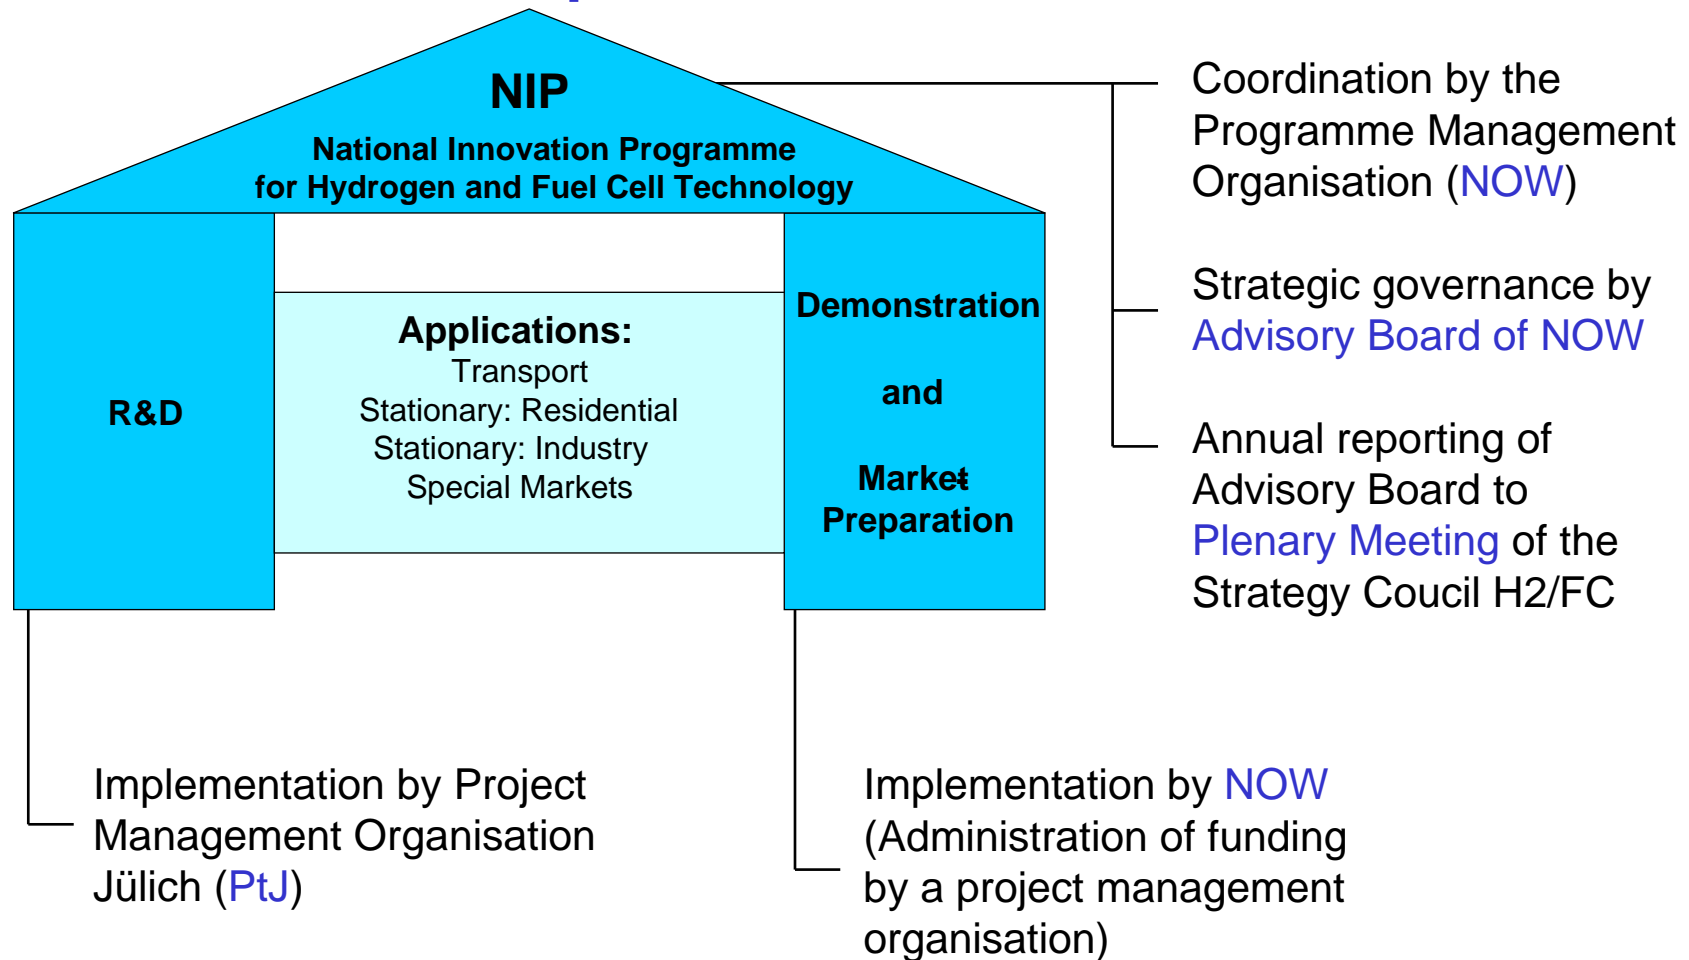 NIP
National Innovation Programme
for Hydrogen and Fuel Cell Technology
R&D
Applications:
Transport
Stationary: Residential
Stationary: Industry
Special Markets
Demonstration
and
Market
Preparation
Coordination by the
Programme Management
Organisation (NOW)
Strategic governance by
Advisory Board of NOW
Annual reporting of
Advisory Board to
Plenary Meeting of the
Strategy Coucil H2/FC
Implementation by Project
Management Organisation
Jülich (PtJ)
Implementation by NOW
(Administration of funding
by a project management
organisation)